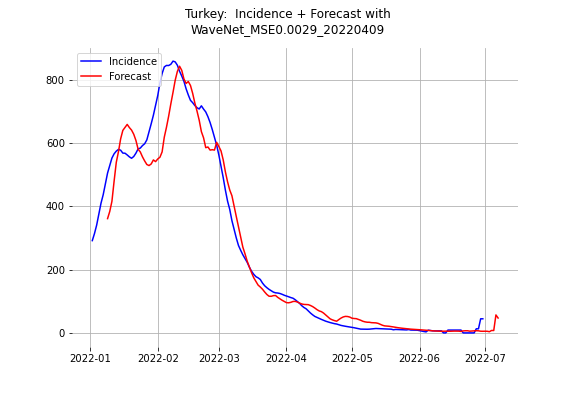 Turkey:  Incidence + Forecast with
WaveNet_MSE0.0029_20220409
Incidence
Forecast
800
600
400
200
0
2022-01 2022-02 2022-03 2022-04 2022-05 2022-06 2022-07